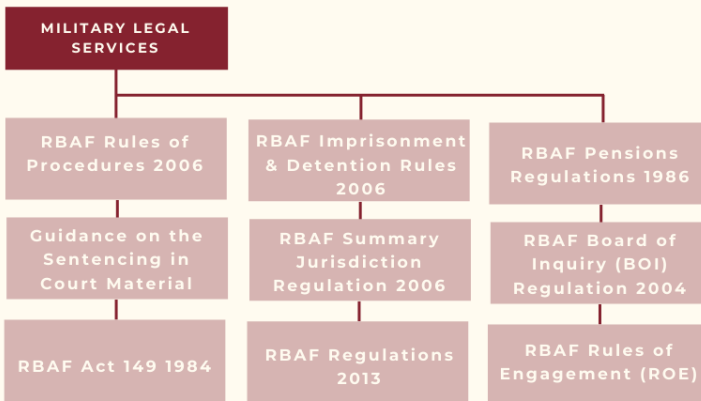 MILITARY LEGAL
SERVICES
RBAF Rules of
Procedures 2006
RBAF Imprisonment
& Detention Rules
2006
RBAF Pensions
Regulations 1986
Guidance on the
Sentencing in
Court Material
RBAF Summary
Jurisdiction
Regulation 2006
RBAF Board of
Inquiry (BOI)
Regulation 2004
RBAF Act 149 1984
RBAF Regulations
2013
RBAF Rules of
Engagement (ROE)